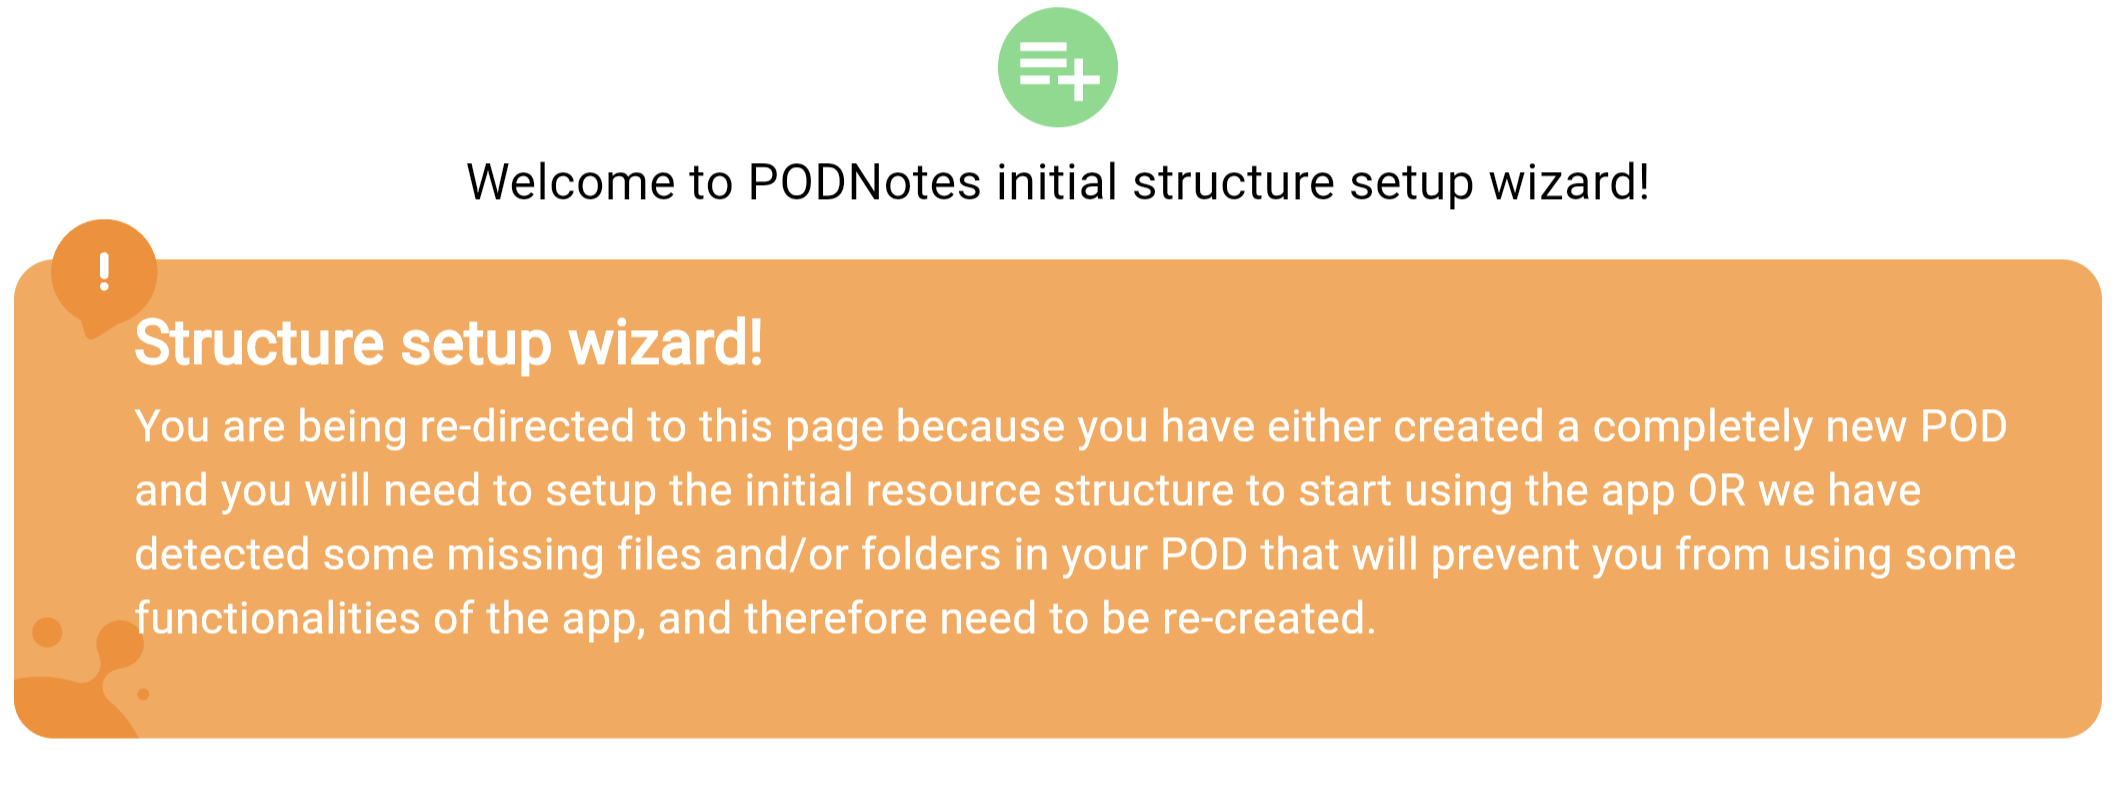 Welcome to PODNotes initial structure setup wizard!
!
Structure setup wizard!
You are being re-directed to this page because you have either created a completely new POD
and you will need to setup the initial resource structure to start using the app OR we have
detected some missing files and/or folders in your POD that will prevent you from using some
functionalities of the app, and therefore need to be re-created.